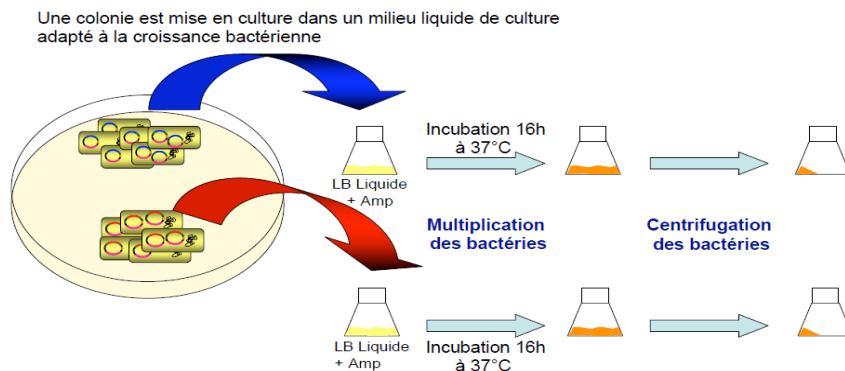 Une colonie est mise en culture dans un milieu liquide de culture
adapté à la croissance bactérienne
Incubation 16h
à 37°C
LB Liquide
+ Amp
Multiplication
des bactéries
Centrifugation
des bactéries
LB Liquide
+ Amp
Incubation 16h
à 37°C